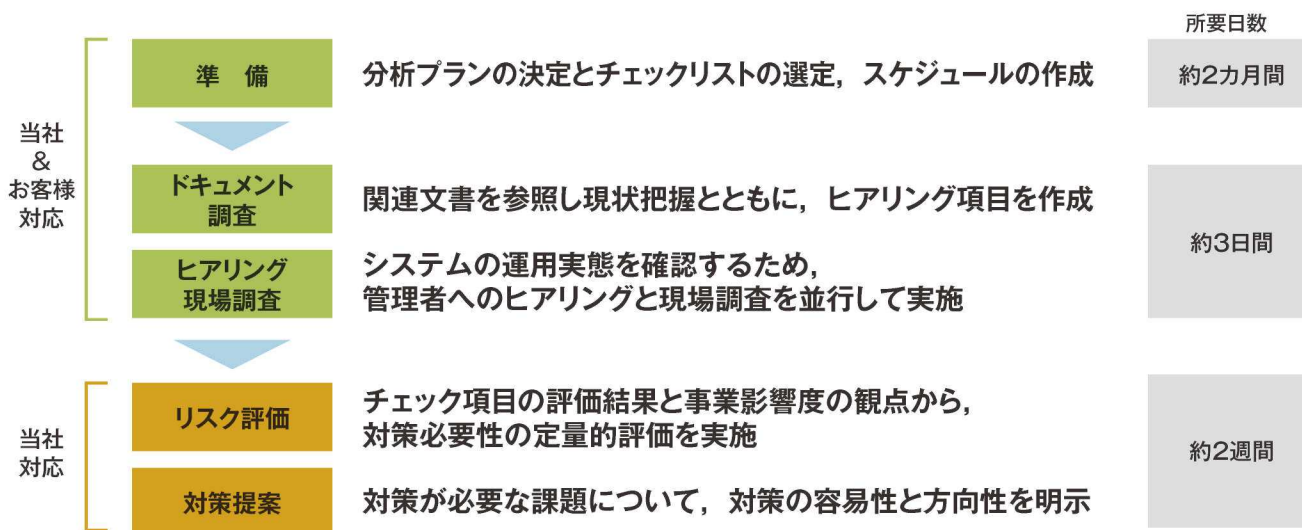 所要日数
当社
&
お客様
対応
準 備
分析プランの決定とチェックリストの選定，スケジュールの作成
約2カ月間
ドキュメント
調査
関連文書を参照し現状把握とともに，ヒアリング項目を作成
ヒアリング
現場調査
システムの運用実態を確認するため，
管理者へのヒアリングと現場調査を並行して実施
約3日間
当社
対応
リスク評価
チェック項目の評価結果と事業影響度の観点から，
対策必要性の定量的評価を実施
対策提案
対策が必要な課題について，対策の容易性と方向性を明示
約2週間